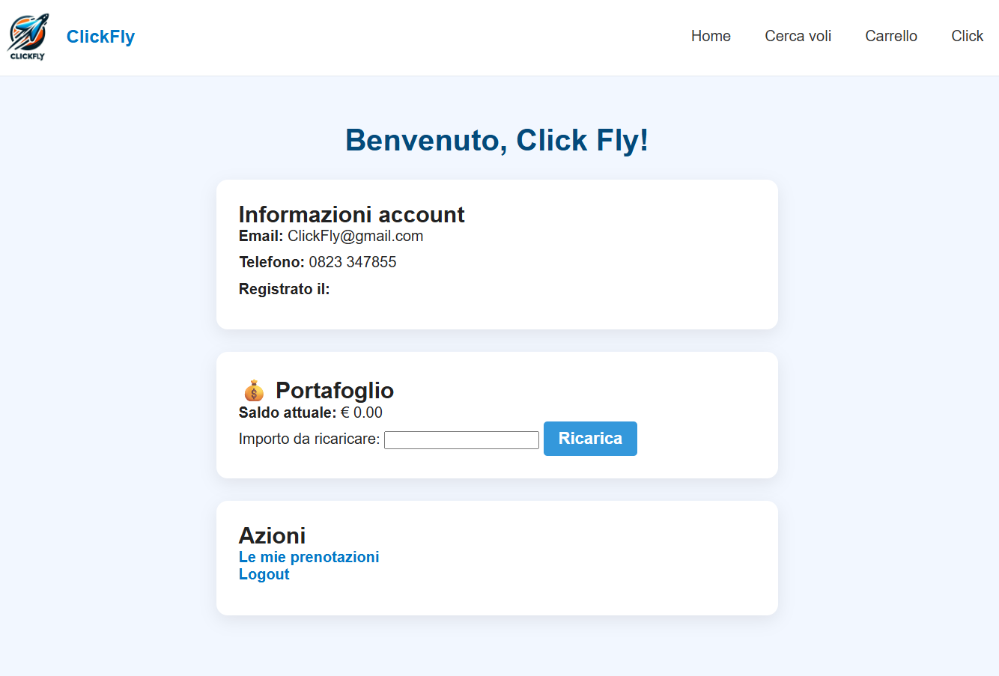 CLICKFLY
ClickFly
Home Cerca voli Carrello Click
Benvenuto, Click Fly!
Informazioni account
Email: ClickFly@gmail.com
Telefono: 0823 347855
Registrato il:
💰 Portafoglio
Saldo attuale: € 0.00
Importo da ricaricare: Ricarica
Azioni
Le mie prenotazioni
Logout